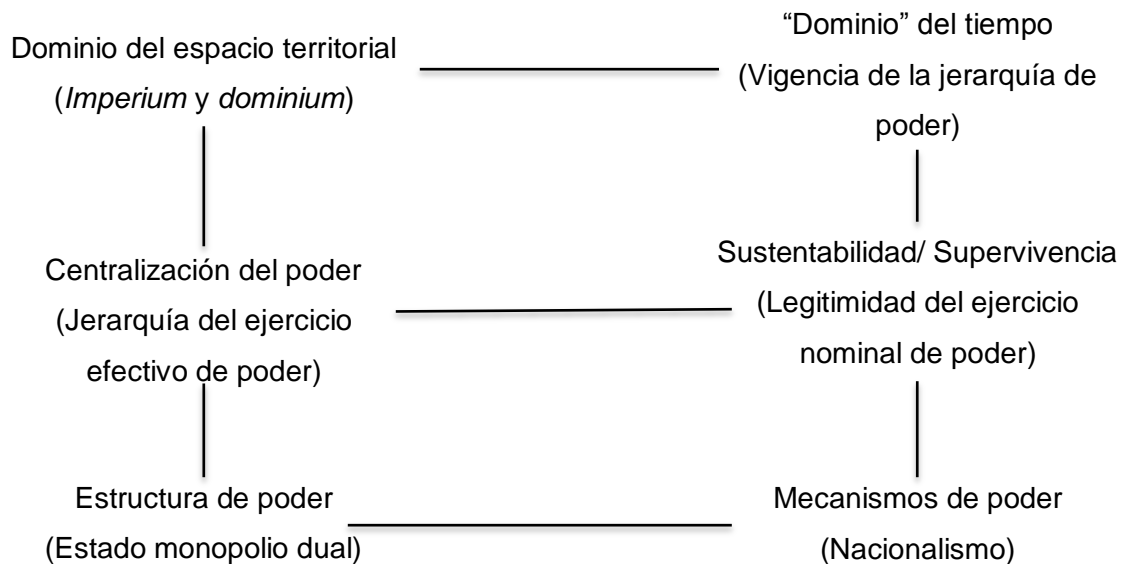 Dominio del espacio territorial
(Imperium y dominium)
“Dominio” del tiempo
(Vigencia de la jerarquía de
poder)
Centralización del poder
(Jerarquía del ejercicio
efectivo de poder)
Sustentabilidad/ Supervivencia
(Legitimidad del ejercicio
nominal de poder)
Estructura de poder
(Estado monopolio dual)
Mecanismos de poder
(Nacionalismo)